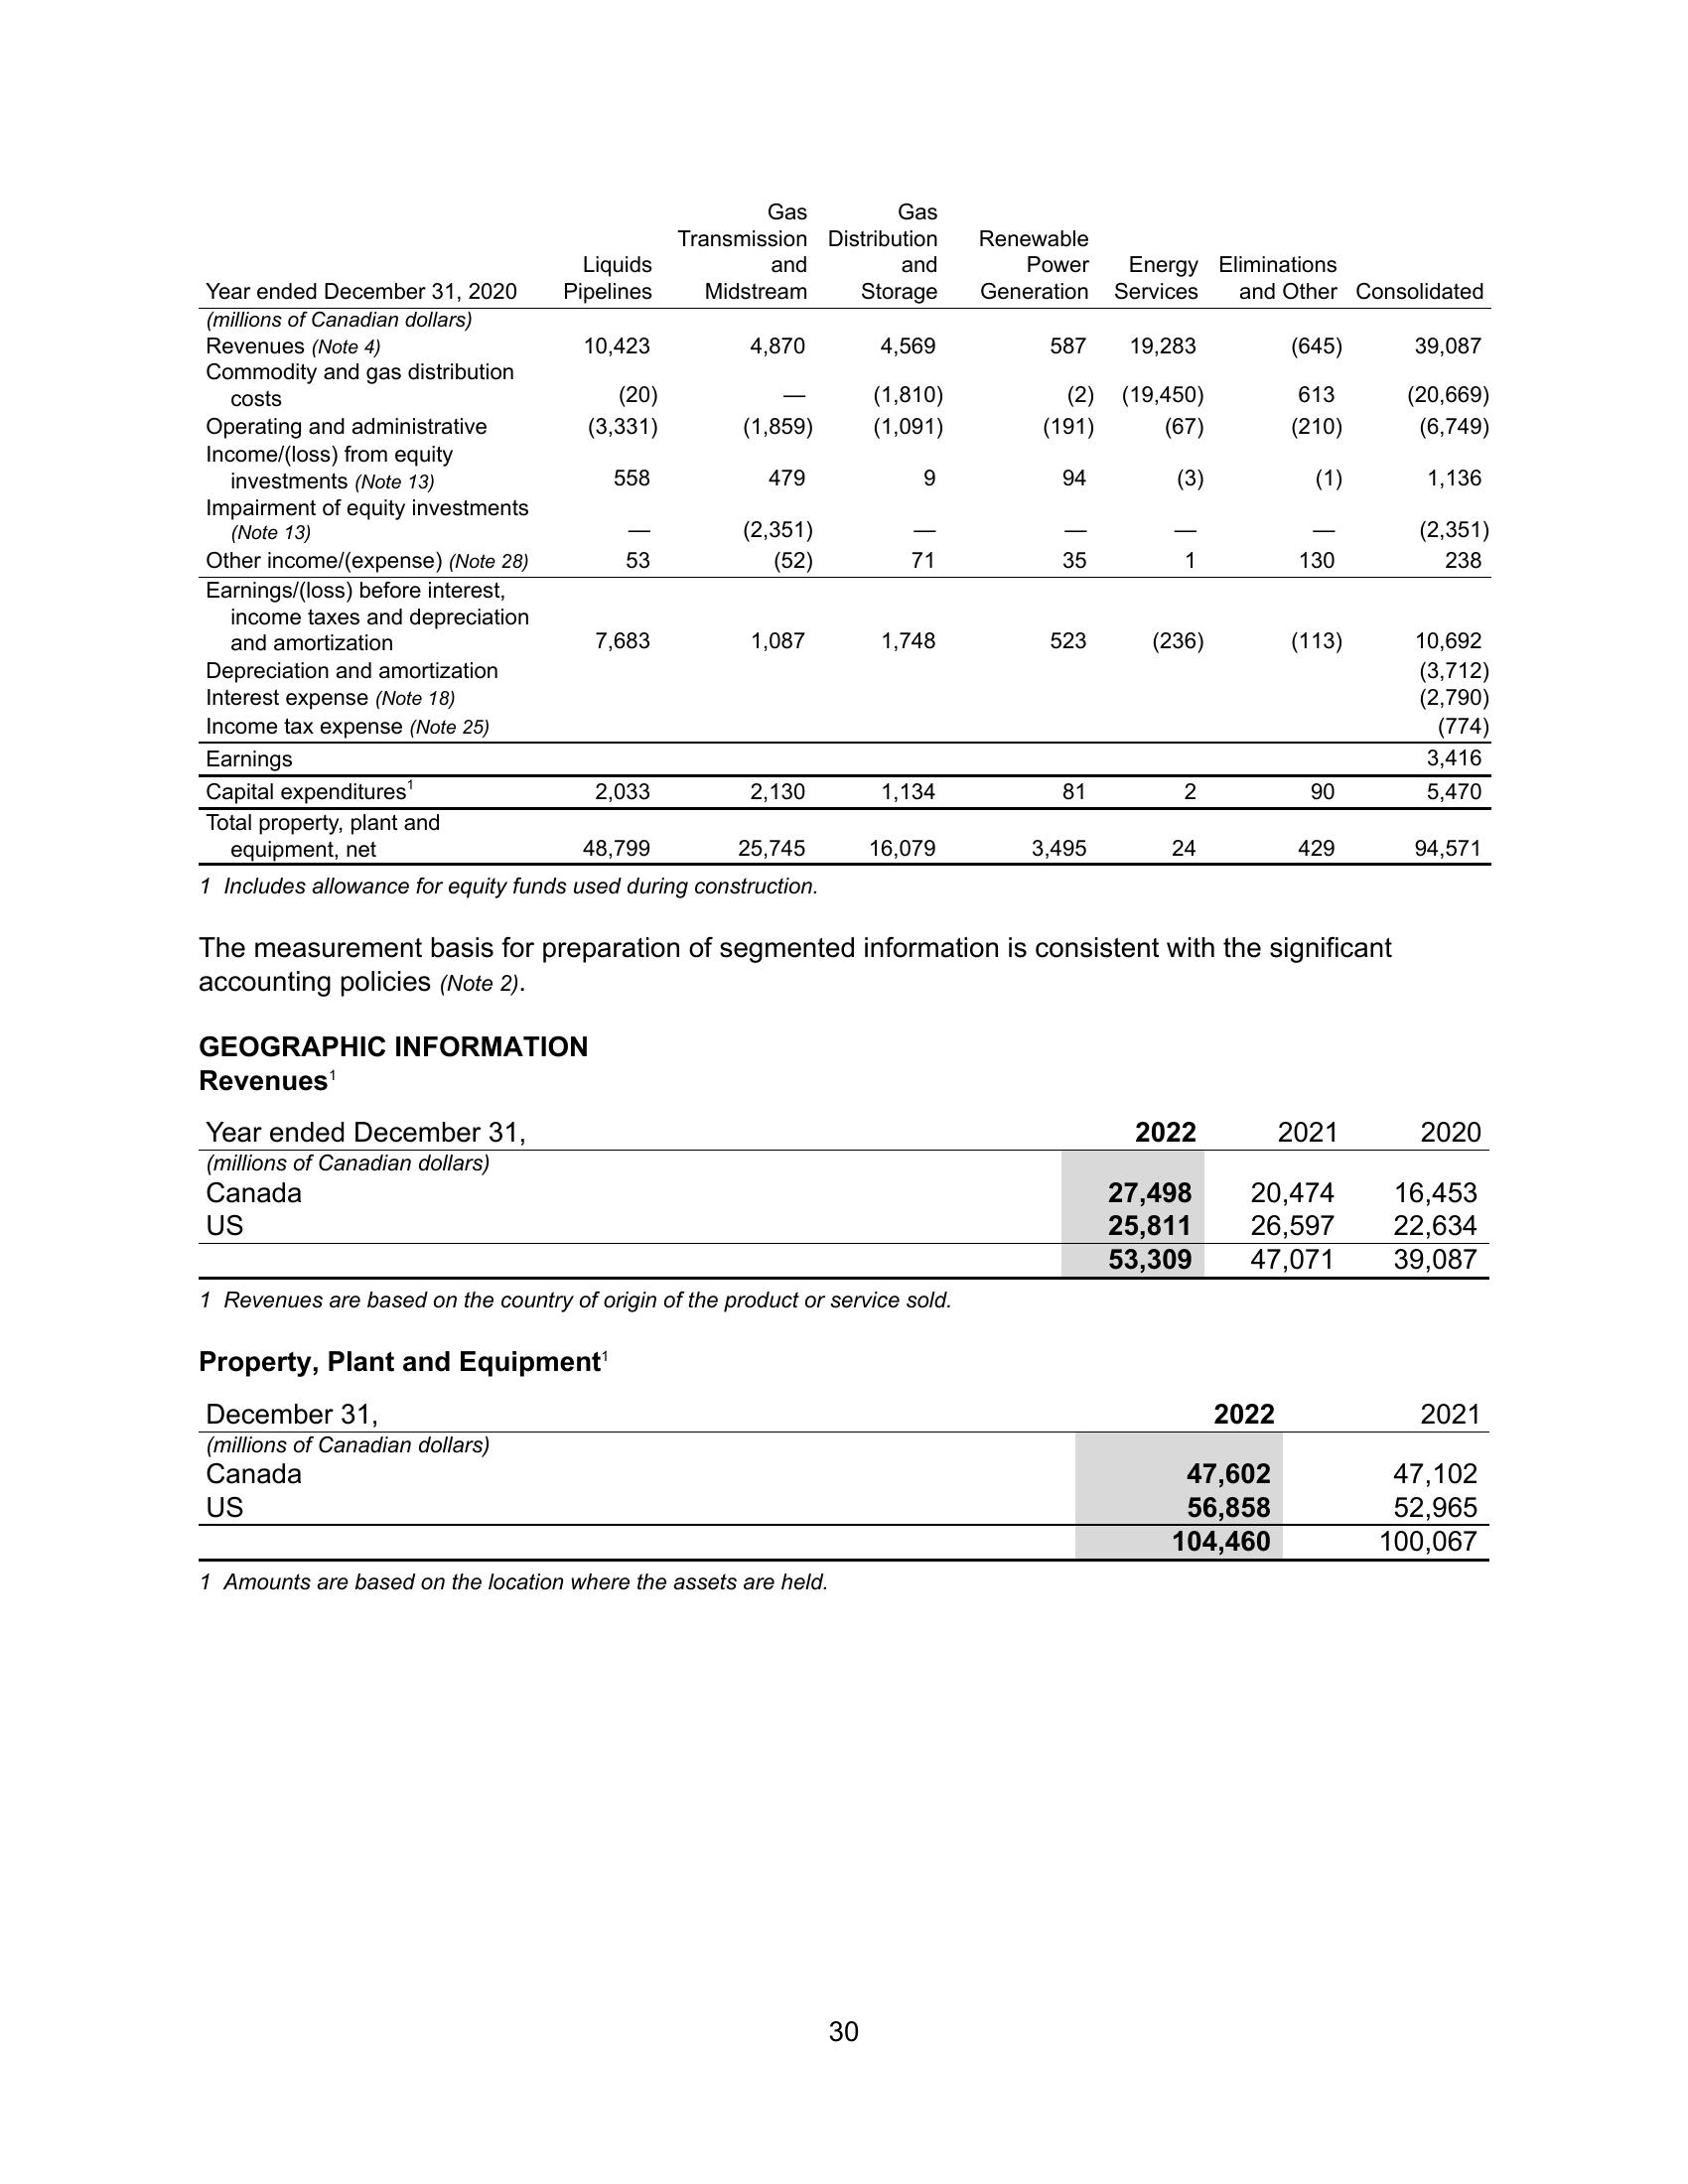 Gas Gas
Transmission Distribution Renewable
Liquids and and Power Energy Eliminations
Year ended December 31, 2020 Pipelines Midstream Storage Generation Services and Other Consolidated
(millions of Canadian dollars)
Revenues (Note 4) 10,423 4,870 4,569 587 19,283 (645) 39,087
Commodity and gas distribution
costs (20) — (1,810) (2) (19,450) 613 (20,669)
Operating and administrative (3,331) (1,859) (1,091) (191) (67) (210) (6,749)
Income/(loss) from equity
investments (Note 13) 558 479 9 94 (3) (1) 1,136
Impairment of equity investments
(Note 13) — (2,351) — — — — (2,351)
Other income/(expense) (Note 28) 53 (52) 71 35 1 130 238
Earnings/(loss) before interest,
income taxes and depreciation
and amortization 7,683 1,087 1,748 523 (236) (113) 10,692
Depreciation and amortization (3,712)
Interest expense (Note 18) (2,790)
Income tax expense (Note 25) (774)
Earnings 3,416
Capital expenditures1 2,033 2,130 1,134 81 2 90 5,470
Total property, plant and
equipment, net 48,799 25,745 16,079 3,495 24 429 94,571
1 Includes allowance for equity funds used during construction.
The measurement basis for preparation of segmented information is consistent with the significant
accounting policies (Note 2).
GEOGRAPHIC INFORMATION
Revenues1
Year ended December 31, 2022 2021 2020
(millions of Canadian dollars)
Canada 27,498 20,474 16,453
US 25,811 26,597 22,634
53,309 47,071 39,087
1 Revenues are based on the country of origin of the product or service sold.
Property, Plant and Equipment1
December 31, 2022 2021
(millions of Canadian dollars)
Canada 47,602 47,102
US 56,858 52,965
104,460 100,067
1 Amounts are based on the location where the assets are held.
30